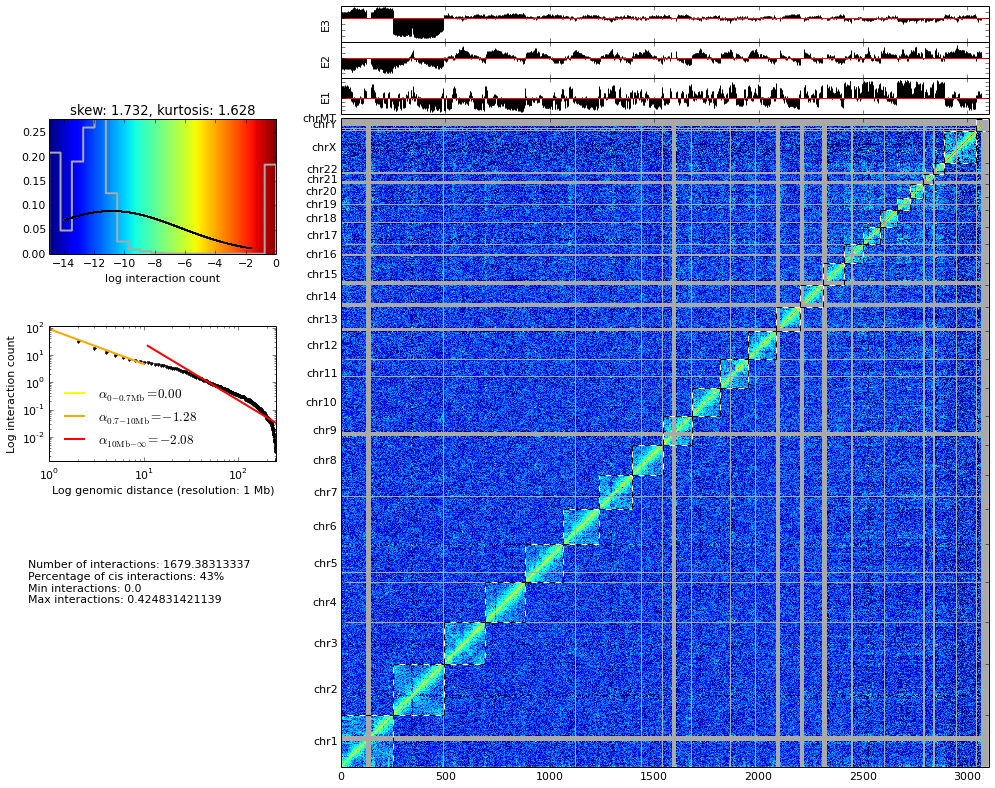 E3
E2
E1
skew: 1.732, kurtosis: 1.628
0.25
0.20
0.15
0.10
0.05
0.00
−14 −12 −10 −8 −6 −4 −2 0
log interaction count
10² 
10¹
10⁰
10⁻¹
10⁻²
Log interaction count
α0−0.7Mb=0.00
α0.7−10Mb=−1.28
α10Mb−∞=−2.08
10⁰ 10¹ 10²
Log genomic distance (resolution: 1 Mb)
Number of interactions: 1679.38313337
Percentage of cis interactions: 43%
Min interactions: 0.0
Max interactions: 0.424831421139
chrMT
chrY
chrX
chr22
chr21
chr20
chr19
chr18
chr17
chr16
chr15
chr14
chr13
chr12
chr11
chr10
chr9
chr8
chr7
chr6
chr5
chr4
chr3
chr2
chr1
0 500 1000 1500 2000 2500 3000